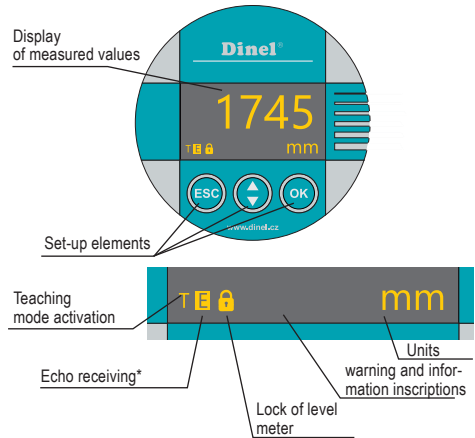 Display
of measured values
Dinel®
1745
T E mm
ESC OK
www.dinel.cz
Set-up elements
T E mm
Teaching
mode activation
Echo receiving*
Lock of level
meter
Units
warning and infor-
mation inscriptions